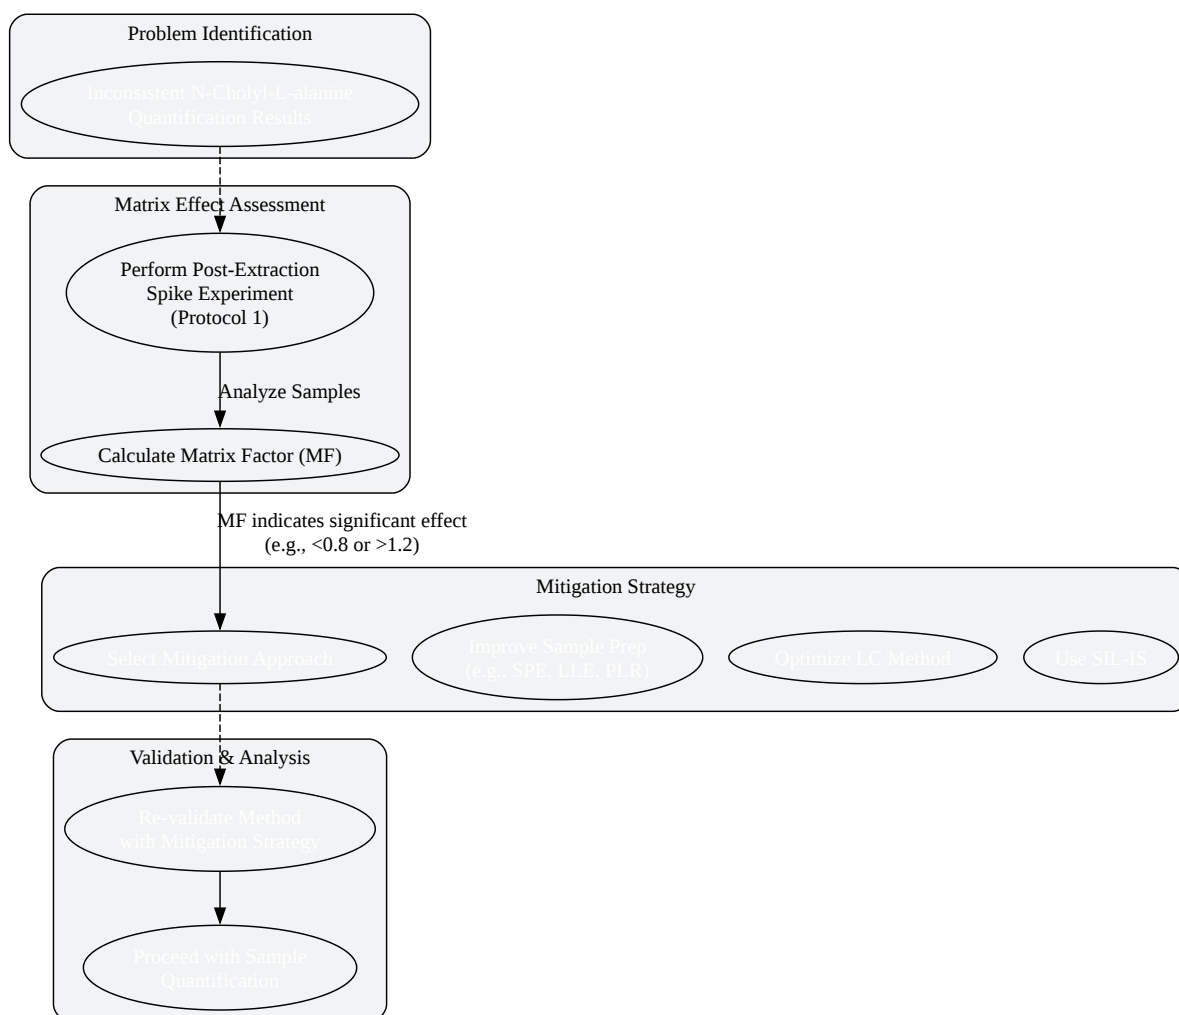 Problem Identification
Inconsistent N-Cholyl-L-alanine
Quantification Results
Matrix Effect Assessment
Perform Post-Extraction
Spike Experiment
(Protocol 1)
Analyze Samples
Calculate Matrix Factor (MF)
MF indicates significant effect
(e.g., <0.8 or >1.2)
Mitigation Strategy
Select Mitigation Approach
Improve Sample Prep
(e.g., SPE, LLE, PLR)
Optimize LC Method
Use SIL-IS
Validation & Analysis
Re-validate Method
with Mitigation Strategy
Proceed with Sample
Quantification